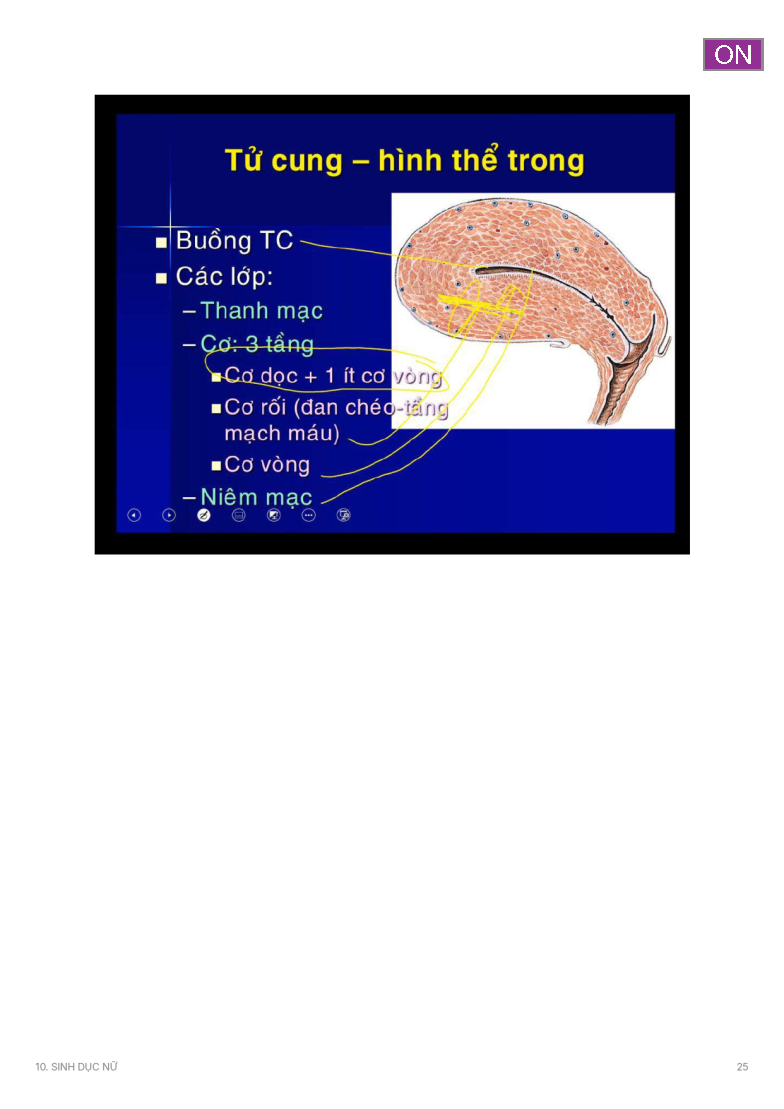 ON
Tử cung – hình thể trong
Buồng TC
Các lớp:
– Thanh mạc
– Cơ: 3 tầng
Cơ dọc + 1 ít cơ vòng
Cơ rối (đan chéo-tầng
mạch máu)
Cơ vòng
– Niêm mạc
10. SINH DỤC NỮ
25